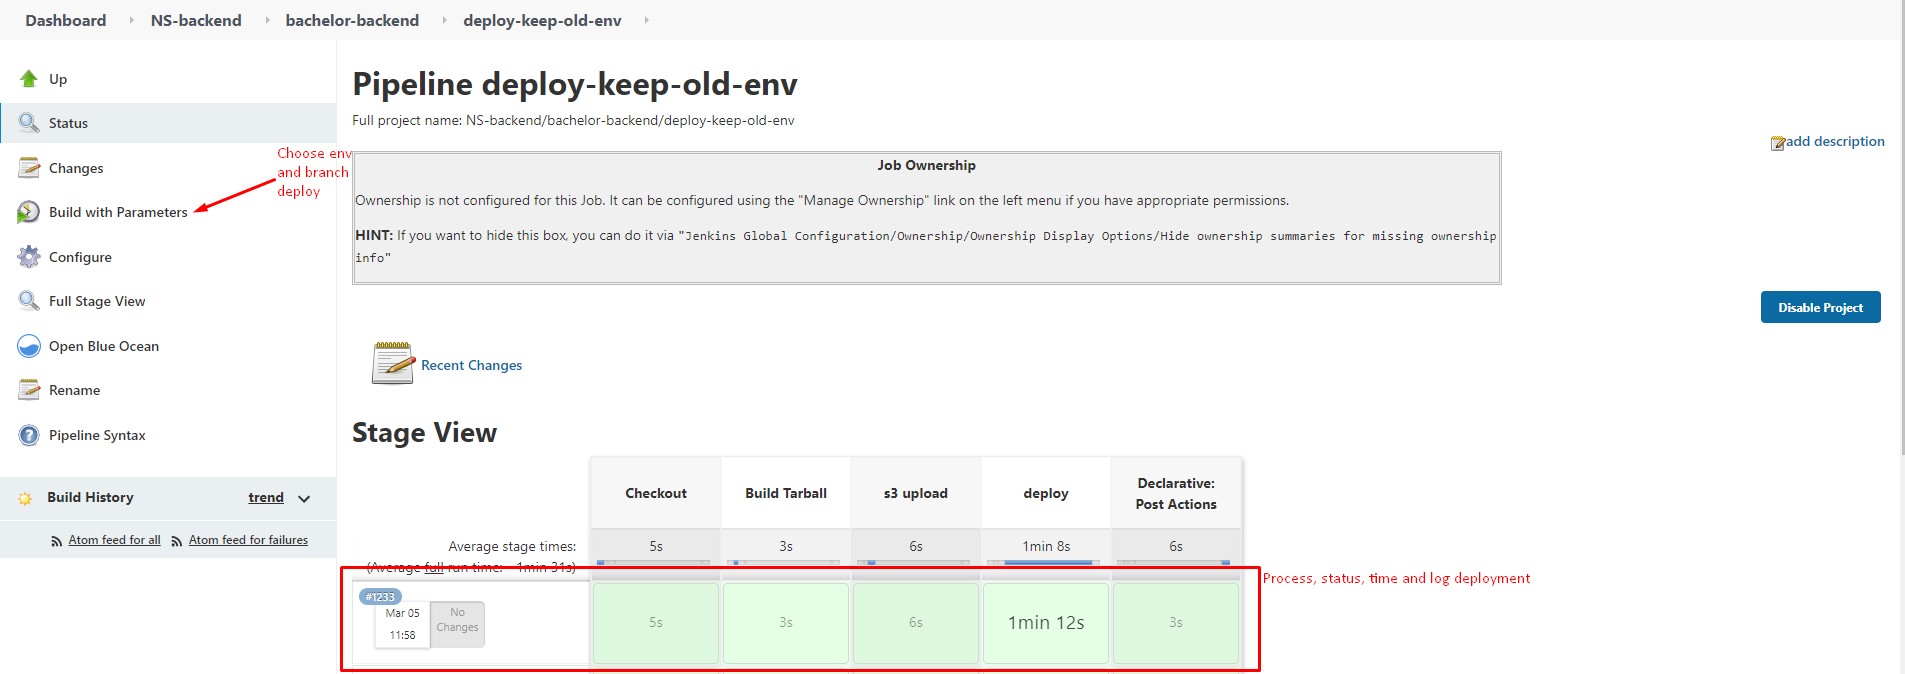 Dashboard NS-backend bachelor-backend deploy-keep-old-env
Up
Status
Changes
Build with Parameters
Configure
Full Stage View
Open Blue Ocean
Rename
Pipeline Syntax
Build History trend
Atom feed for all Atom feed for failures
Choose env
and branch
deploy
Pipeline deploy-keep-old-env
Full project name: NS-backend/bachelor-backend/deploy-keep-old-env
add description
Job Ownership
Ownership is not configured for this Job. It can be configured using the "Manage Ownership" link on the left menu if you have appropriate permissions.
HINT: If you want to hide this box, you can do it via "Jenkins Global Configuration/Ownership/Ownership Display Options/Hide ownership summaries for missing ownership
info"
Disable Project
Recent Changes
Stage View
Checkout Build Tarball s3 upload deploy Declarative:
Post Actions
Average stage times: 5s 3s 6s 1min 8s 6s
(Average full run time: ~1min 31s)
#1233
Mar 05
11:58
No
Changes
5s 3s 6s 1min 12s 3s
Process, status, time and log deployment